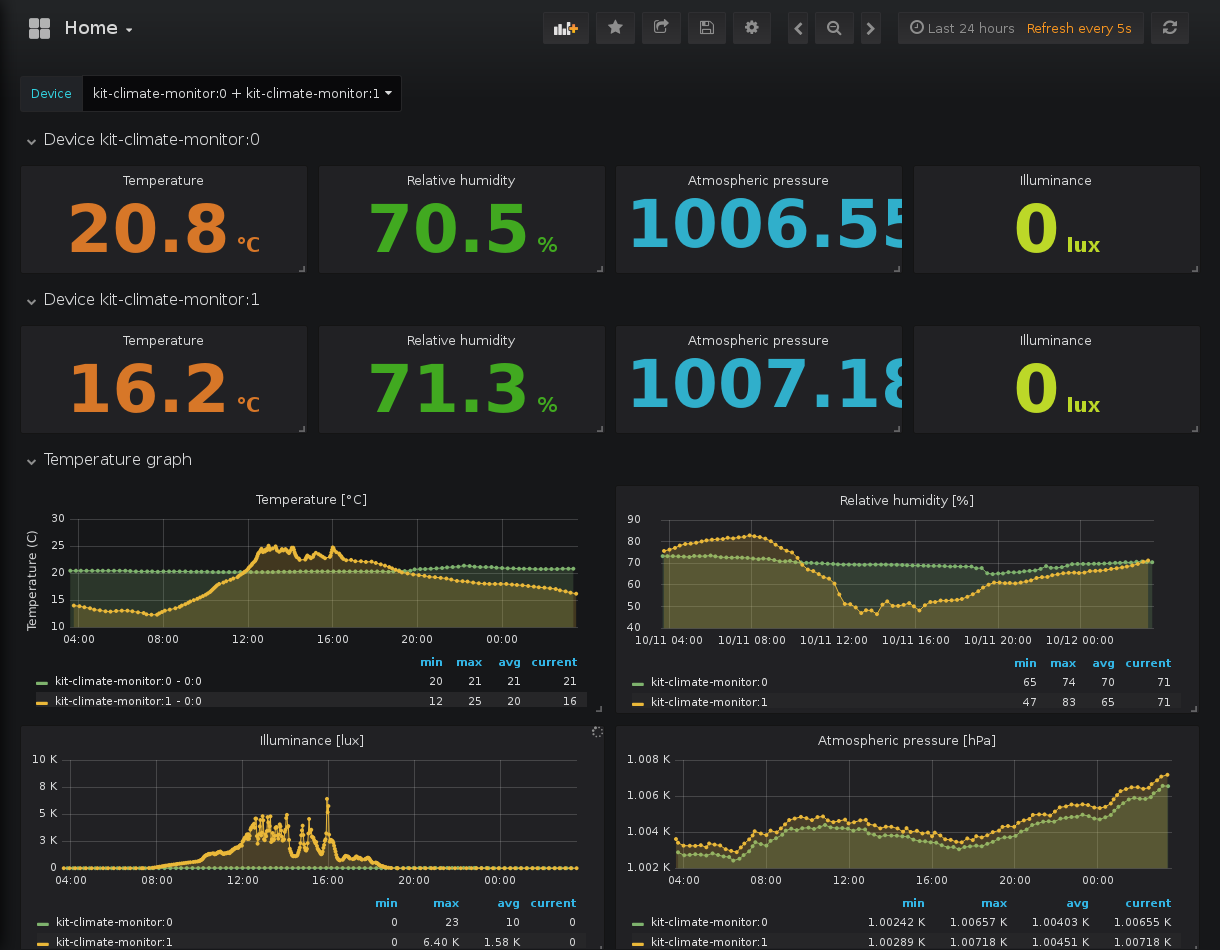 Home
Last 24 hours Refresh every 5s
Device kit-climate-monitor:0 + kit-climate-monitor:1
Device kit-climate-monitor:0
Temperature Relative humidity Atmospheric pressure Illuminance
20.8 °C 70.5 % 1006.55 0 lux
Device kit-climate-monitor:1
Temperature Relative humidity Atmospheric pressure Illuminance
16.2 °C 71.3 % 1007.18 0 lux
Temperature graph
Temperature [°C]
Temperature (C)
30
25
20
15
10
04:00 08:00 12:00 16:00 20:00 00:00
min max avg current
kit-climate-monitor:0 - 0:0 20 21 21 21
kit-climate-monitor:1 - 0:0 12 25 20 16
Relative humidity [%]
90
80
70
60
50
40
10/11 04:00 10/11 08:00 10/11 12:00 10/11 16:00 10/11 20:00 10/12 00:00
min max avg current
kit-climate-monitor:0 65 74 70 71
kit-climate-monitor:1 47 83 65 71
Illuminance [lux]
10 K
8 K
5 K
3 K
0
04:00 08:00 12:00 16:00 20:00 00:00
min max avg current
kit-climate-monitor:0 0 23 10 0
kit-climate-monitor:1 0 6.40 K 1.58 K 0
Atmospheric pressure [hPa]
1.008 K
1.006 K
1.004 K
1.002 K
04:00 08:00 12:00 16:00 20:00 00:00
min max avg current
kit-climate-monitor:0 1.00242 K 1.00657 K 1.00403 K 1.00655 K
kit-climate-monitor:1 1.00289 K 1.00718 K 1.00451 K 1.00718 K